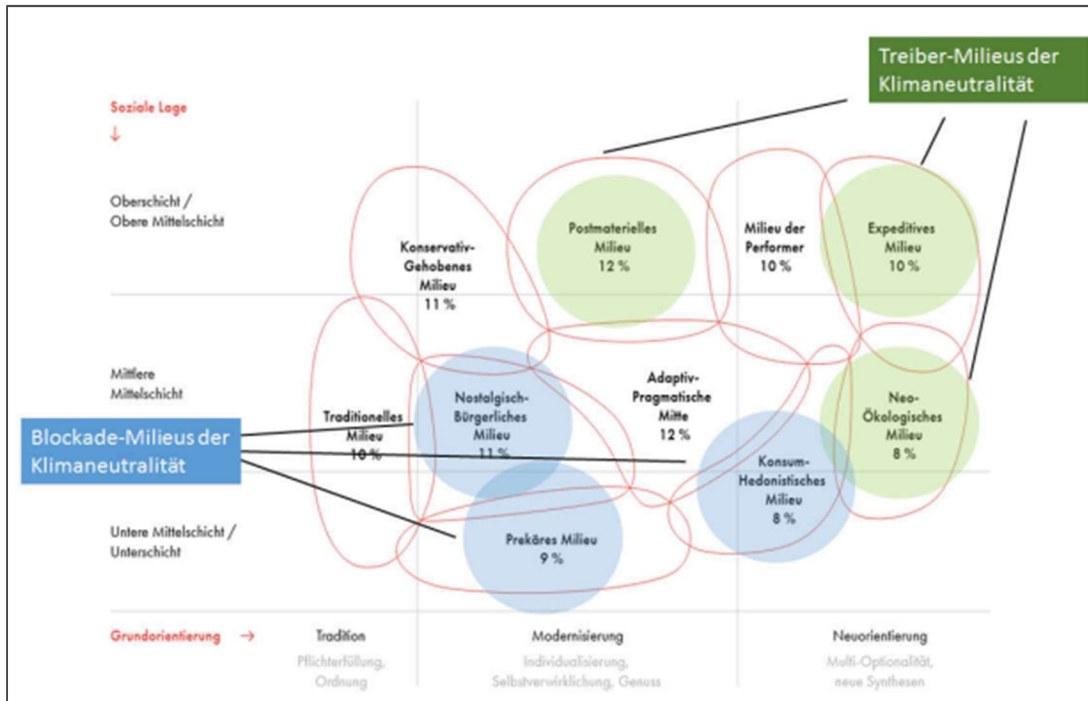 Treiber-Milieus der
Klimaneutralität
Soziale Lage
↓
Oberschicht /
Obere Mittelschicht
Konservativ-
Gehobenes
Milieu
11 %
Postmaterielles
Milieu
12 %
Milieu der
Performer
10 %
Expeditives
Milieu
10 %
Mittlere
Mittelschicht
Traditionelles
Milieu
10 %
Nostalgisch-
Bürgerliches
Milieu
11 %
Adaptiv-
Pragmatische
Mitte
12 %
Neo-
Ökologisches
Milieu
8 %
Blockade-Milieus der
Klimaneutralität
Konsum-
Hedonistisches
Milieu
8 %
Untere Mittelschicht /
Unterschicht
Prekäres Milieu
9 %
Grundorientierung →
Tradition
Pflichterfüllung,
Ordnung
Modernisierung
Individualisierung,
Selbstverwirklichung, Genuss
Neuorientierung
Multi-Optionalität,
neue Synthesen